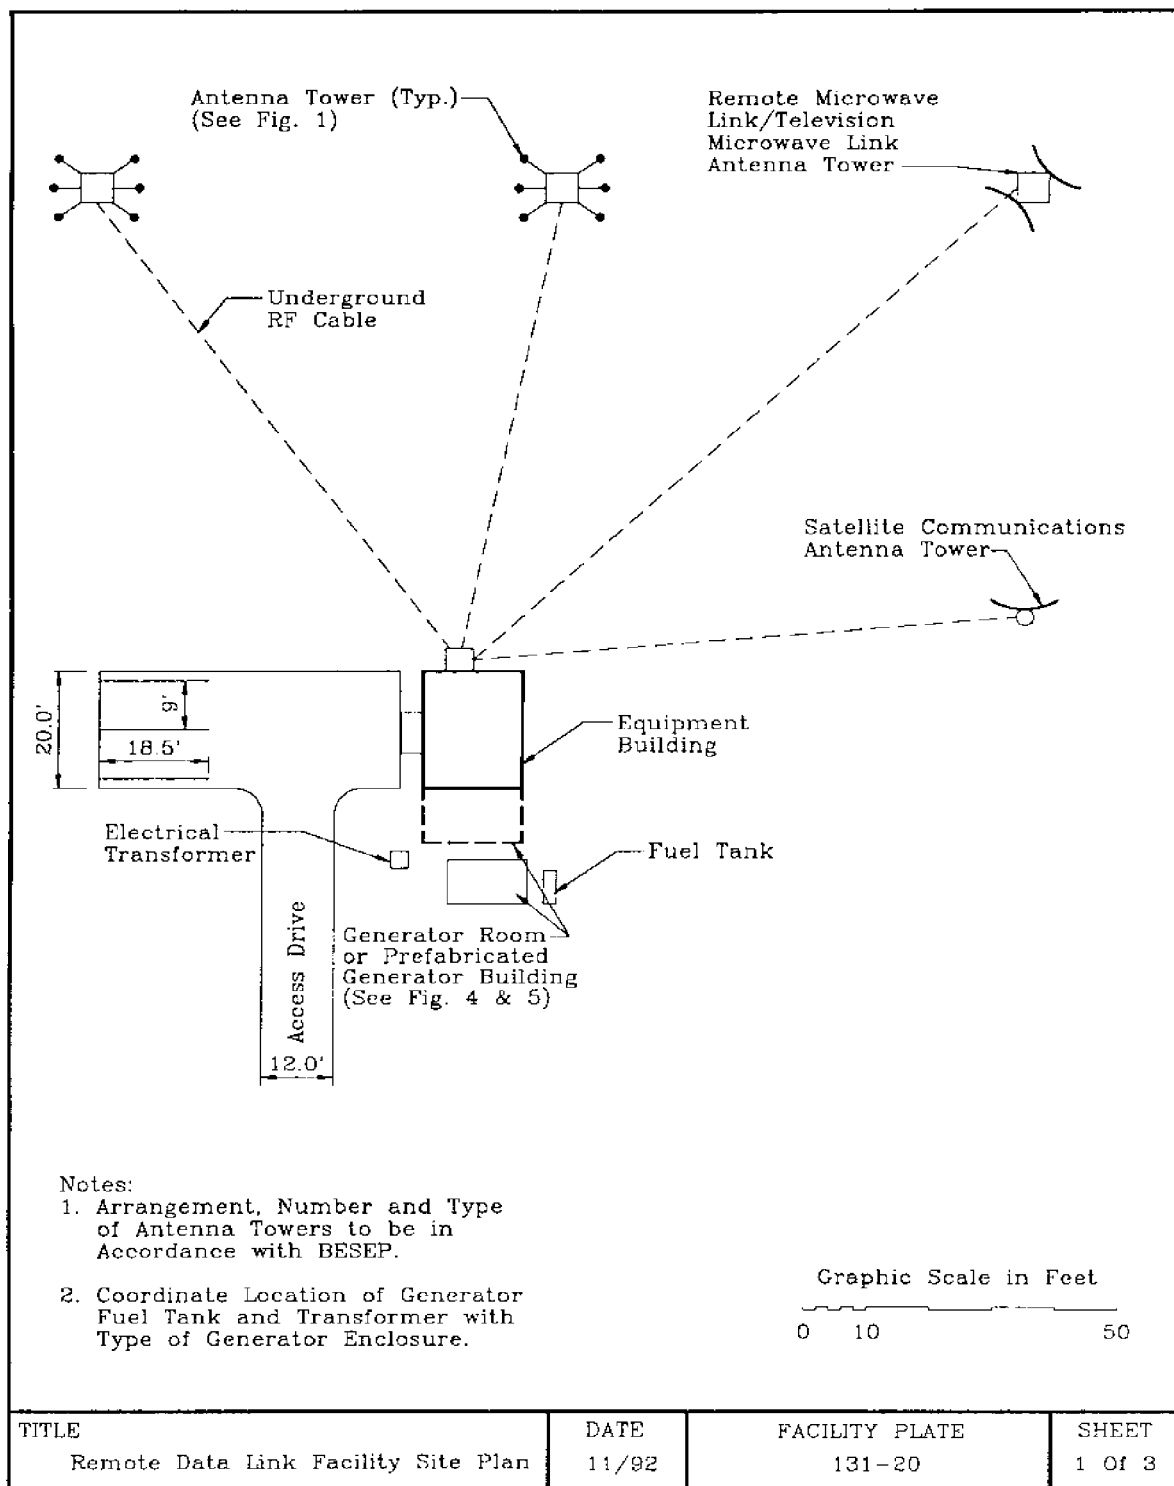 Antenna Tower (Typ.)
(See Fig. 1)
Remote Microwave
Link/Television
Microwave Link
Antenna Tower
Underground
RF Cable
Satellite Communications
Antenna Tower
20.0'
9'
18.5'
Equipment
Building
Electrical
Transformer
Fuel Tank
Access Drive
Generator Room
or Prefabricated
Generator Building
(See Fig. 4 & 5)
12.0'
Notes:
1. Arrangement, Number and Type
of Antenna Towers to be in
Accordance with BESEP.
2. Coordinate Location of Generator
Fuel Tank and Transformer with
Type of Generator Enclosure.
Graphic Scale in Feet
0 10 50
TITLE
Remote Data Link Facility Site Plan
DATE
11/92
FACILITY PLATE
131-20
SHEET
1 Of 3